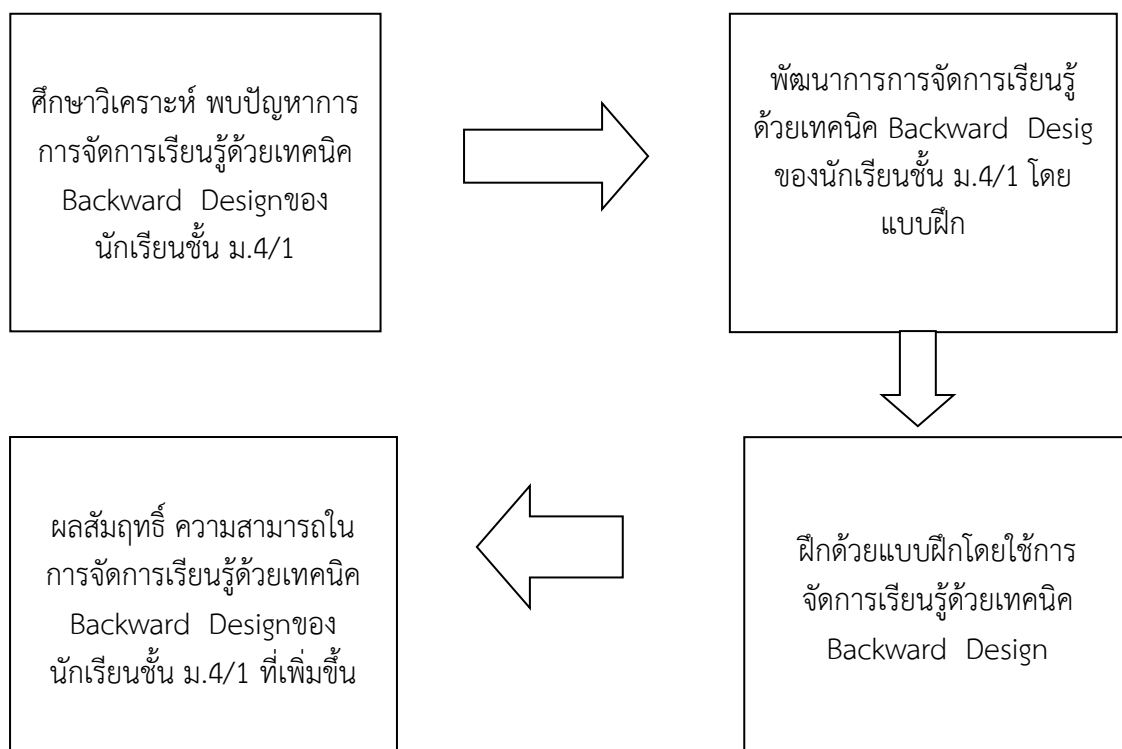 ศึกษาวิเคราะห์ พบปัญหาการ
การจัดการเรียนรู้ด้วยเทคนิค
Backward Designของ
นักเรียนชั้น ม.4/1
พัฒนาการการจัดการเรียนรู้
ด้วยเทคนิค Backward Desig
ของนักเรียนชั้น ม.4/1 โดย
แบบฝึก
ฝึกด้วยแบบฝึกโดยใช้การ
จัดการเรียนรู้ด้วยเทคนิค
Backward Design
ผลสัมฤทธิ์ ความสามารถใน
การจัดการเรียนรู้ด้วยเทคนิค
Backward Designของ
นักเรียนชั้น ม.4/1 ที่เพิ่มขึ้น